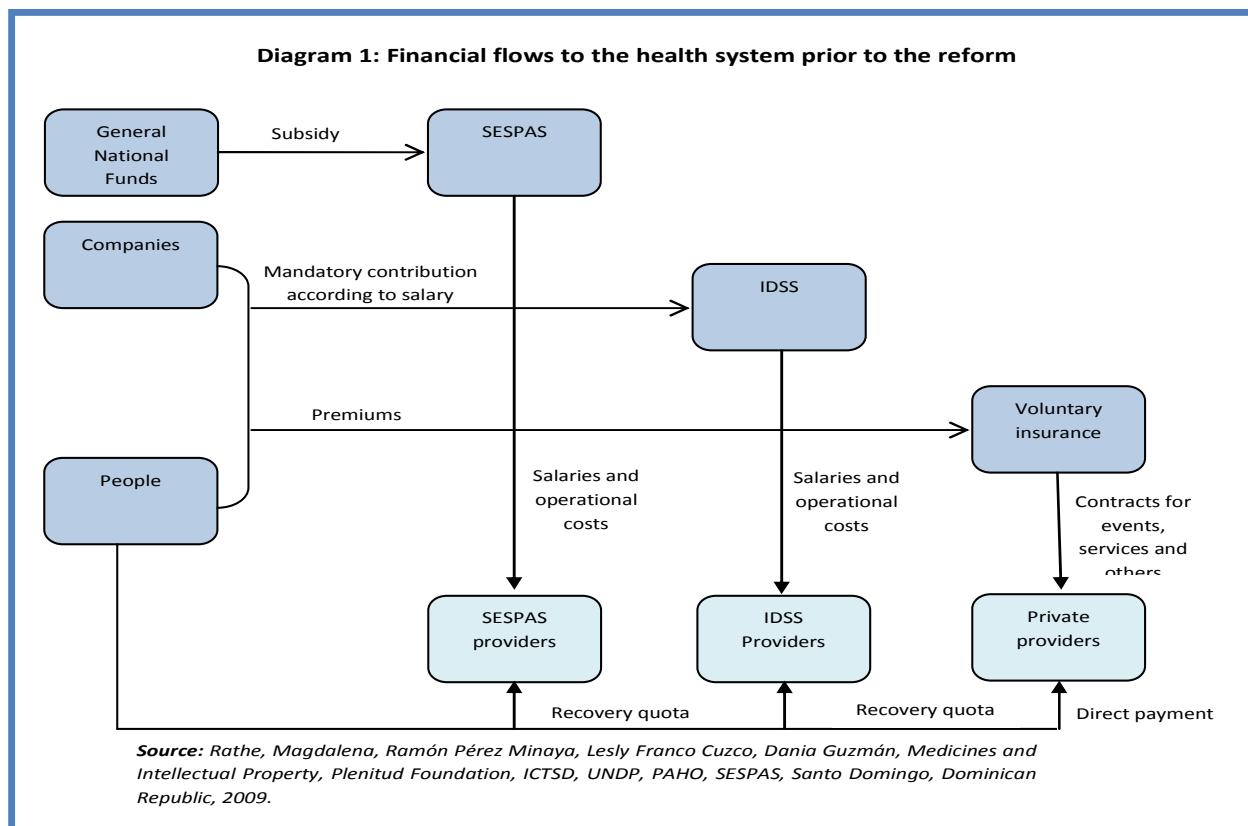 Diagram 1: Financial flows to the health system prior to the reform
General
National
Funds
Subsidy
SESPAS
Companies
Mandatory contribution
according to salary
IDSS
Premiums
Voluntary
insurance
People
Salaries and
operational
costs
Salaries and
operational
costs
Contracts for
events,
services and
others
SESPAS
providers
IDSS
Providers
Private
providers
Recovery quota
Recovery quota
Direct payment
Source: Rathe, Magdalena, Ramón Pérez Minaya, Lesly Franco Cuzco, Dania Guzmán, Medicines and
Intellectual Property, Plenitud Foundation, ICTSD, UNDP, PAHO, SESPAS, Santo Domingo, Dominican
Republic, 2009.